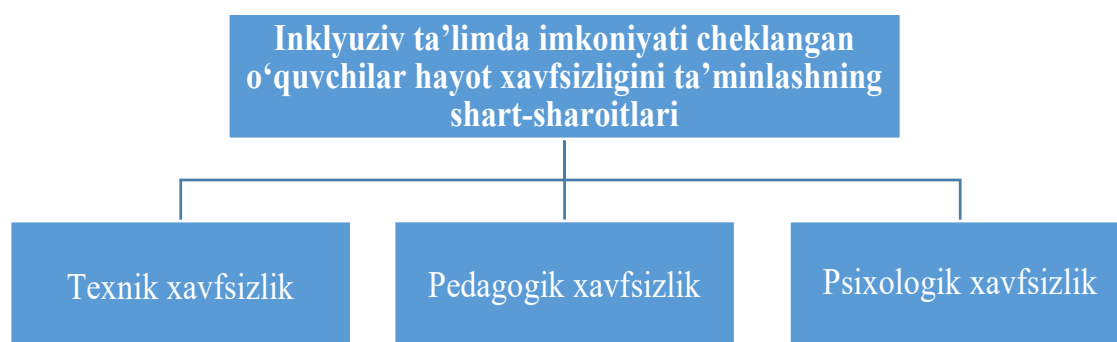 Inklyuziv ta’limda imkoniyati cheklangan
o‘quvchilar hayot xavfsizligini ta’minlashning
shart-sharoitlari
Texnik xavfsizlik
Pedagogik xavfsizlik
Psixologik xavfsizlik